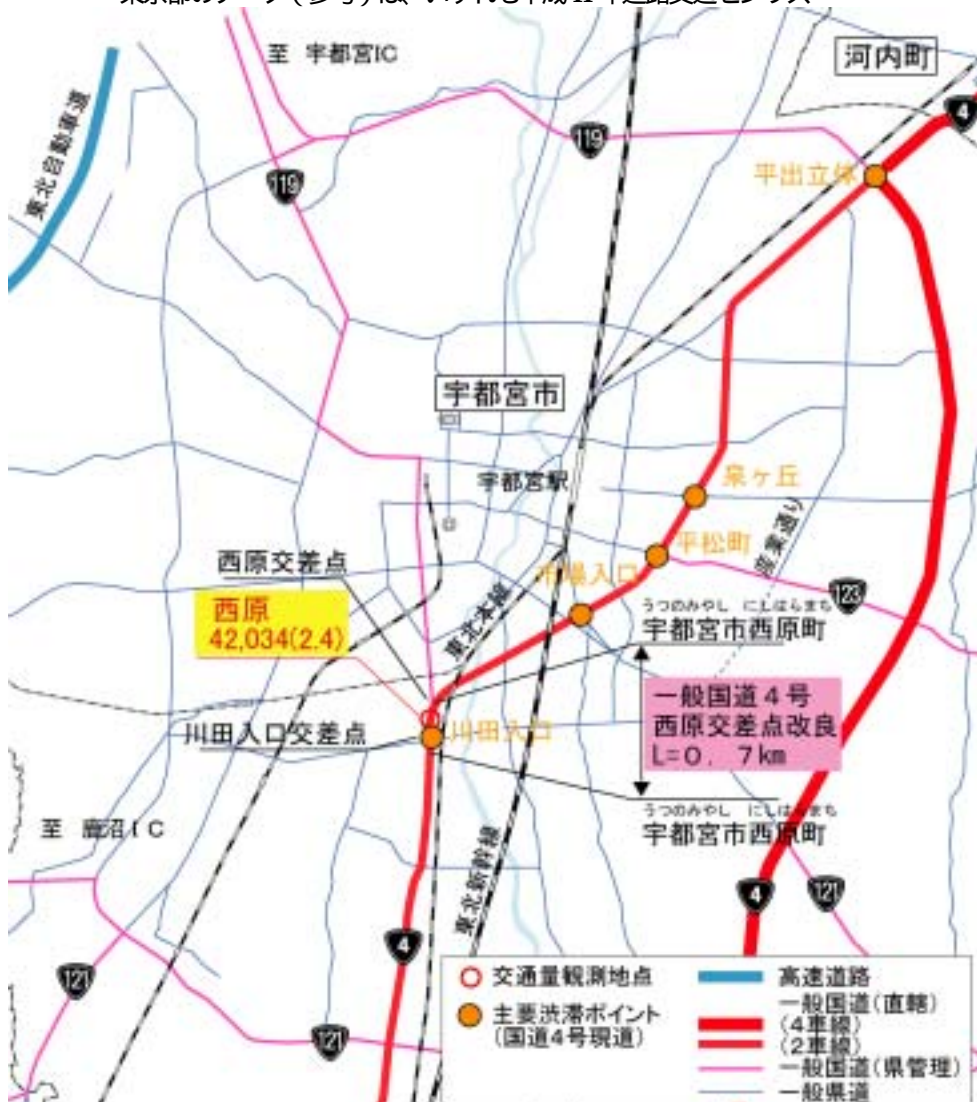 至 宇都宮IC
河内町
東北自動車道
119
119
4
平出立体
宇都宮市
宇都宮駅
泉ヶ丘
平松町
産業通り
市場入口
123
西原交差点
西原
42,034(2.4)
東北本線
うつのみやし にしはらまち
宇都宮市西原町
一般国道4号
西原交差点改良
L=0.7km
川田入口交差点
川田入口
うつのみやし にしはらまち
宇都宮市西原町
至 鹿沼IC
東北新幹線
4
4
121
121
121
交通量観測地点
主要渋滞ポイント
(国道4号現道)
高速道路
一般国道(直轄)
(4車線)
(2車線)
一般国道(県管理)
一般県道